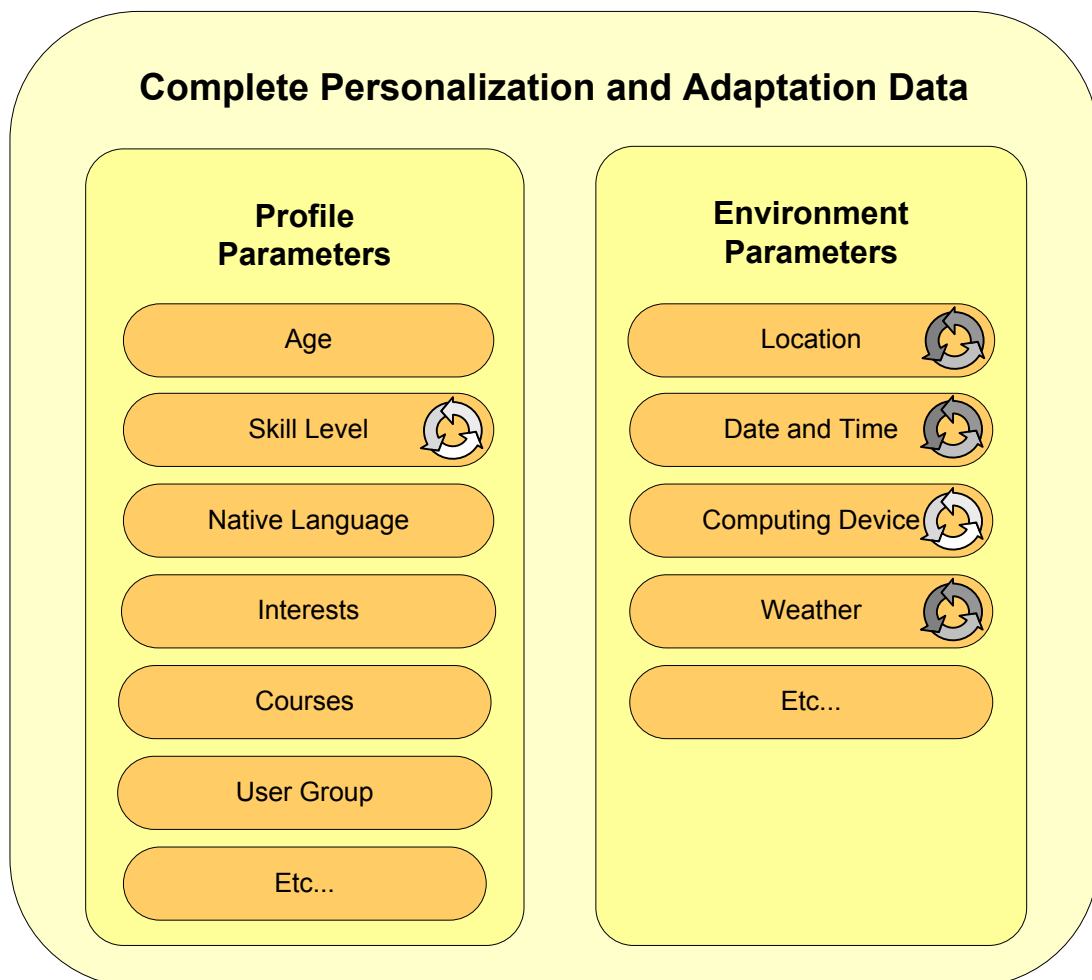 Complete Personalization and Adaptation Data
Profile
Parameters
Age
Skill Level
Native Language
Interests
Courses
User Group
Etc...
Environment
Parameters
Location
Date and Time
Computing Device
Weather
Etc...